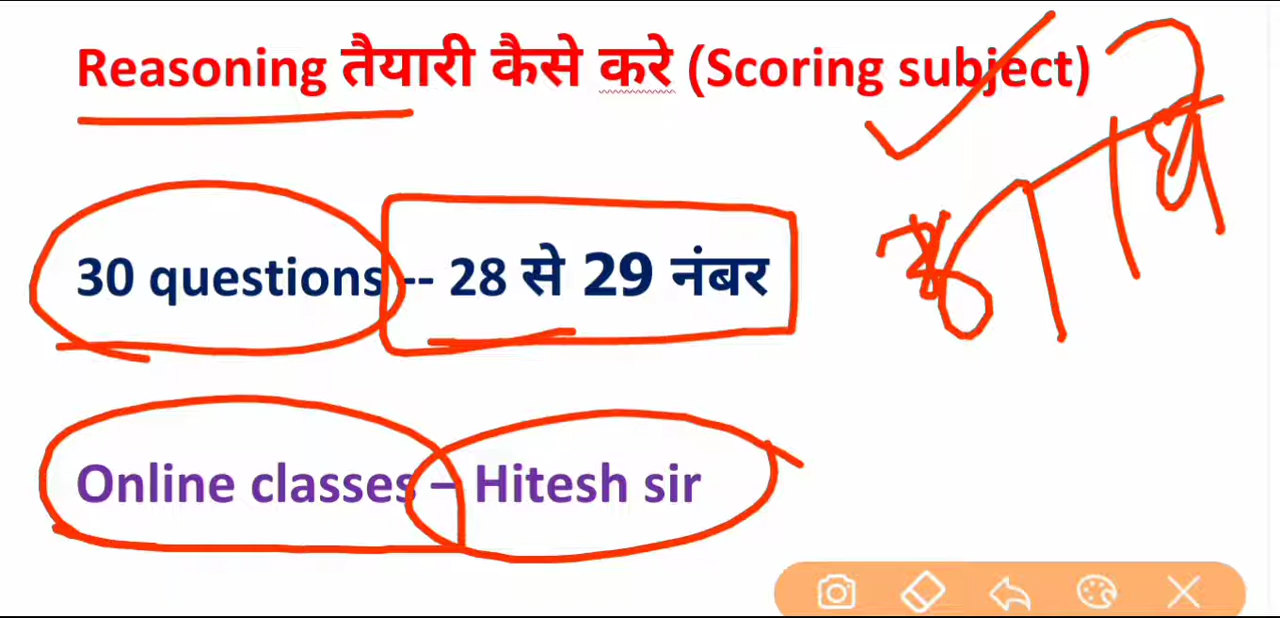 Reasoning तैयारी कैसे करे (Scoring subject)
30 questions -- 28 से 29 नंबर
Online classes – Hitesh sir